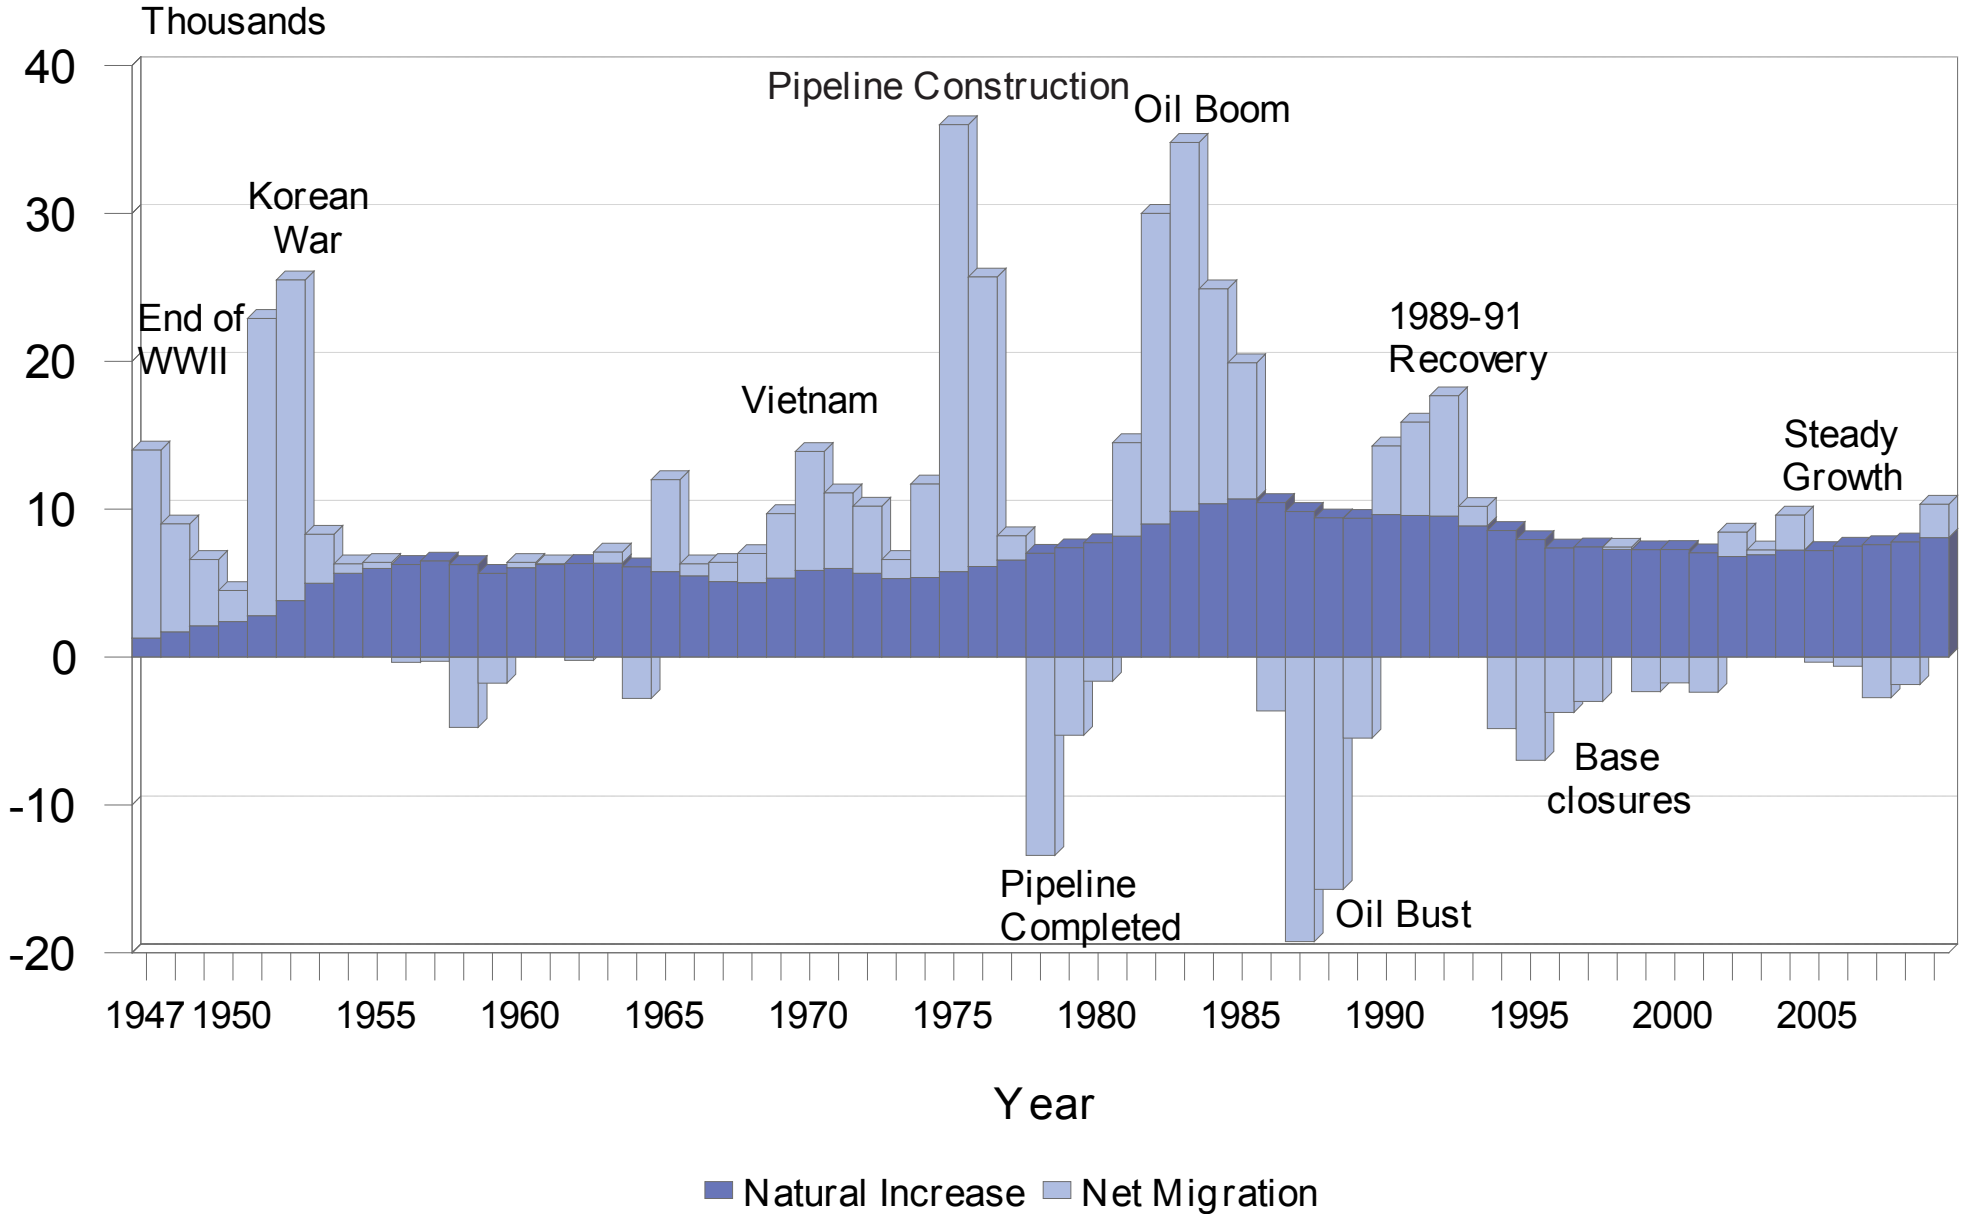 Thousands
40
30
20
10
0
-10
-20
End of
WWII
Korean
War
Vietnam
Pipeline Construction
Oil Boom
1989-91
Recovery
Steady
Growth
Pipeline
Completed
Oil Bust
Base
closures
1947 1950 1955 1960 1965 1970 1975 1980 1985 1990 1995 2000 2005
Year
Natural Increase Net Migration